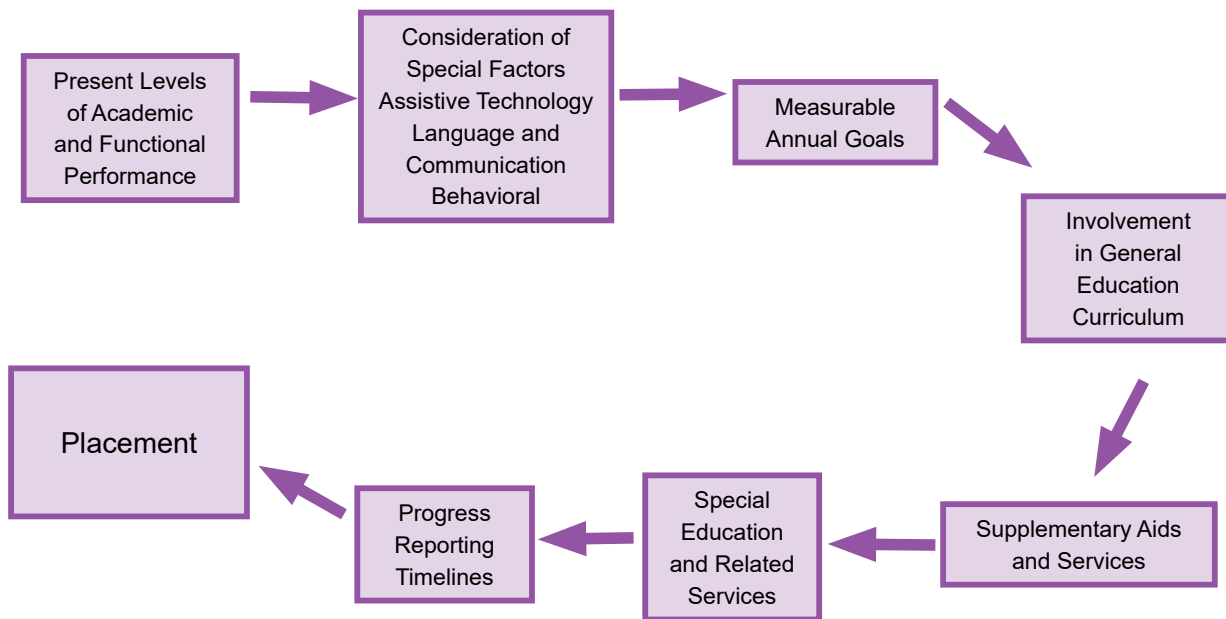 Present Levels
of Academic
and Functional
Performance
Consideration of
Special Factors
Assistive Technology
Language and
Communication
Behavioral
Measurable
Annual Goals
Involvement
in General
Education
Curriculum
Supplementary Aids
and Services
Special
Education
and Related
Services
Progress
Reporting
Timelines
Placement